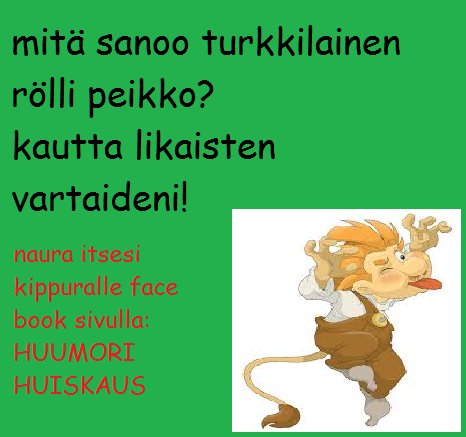 mitä sanoo turkkilainen
rölli peikko?
kautta likaisten
vartaideni!
naura itsesi
kippuralle face
book sivulla:
HUUMORI
HUISKAUS